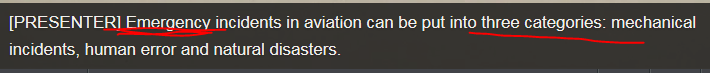 [PRESENTER] Emergency incidents in aviation can be put into three categories: mechanical
incidents, human error and natural disasters.